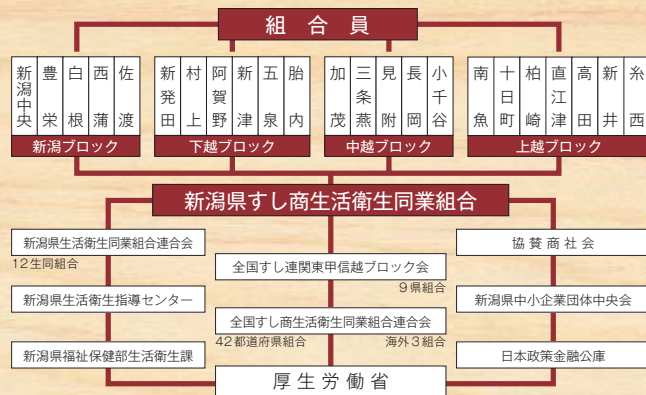 組合員
新潟中央
豊栄
白根
西蒲
佐渡
新潟ブロック
新発田
村上
阿賀野
新津
五泉
胎内
下越ブロック
加茂
三条燕
見附
長岡
小千谷
中越ブロック
南魚
十日町
柏崎
直江津
高田
新井
糸西
上越ブロック
新潟県すし商生活衛生同業組合
新潟県生活衛生同業組合連合会
12生同組合
新潟県生活衛生指導センター
新潟県福祉保健部生活衛生課
全国すし連関東甲信越ブロック会
9県組合
全国すし商生活衛生同業組合連合会
42都道府県組合 海外3組合
協賛商社会
新潟県中小企業団体中央会
日本政策金融公庫
厚生労働省